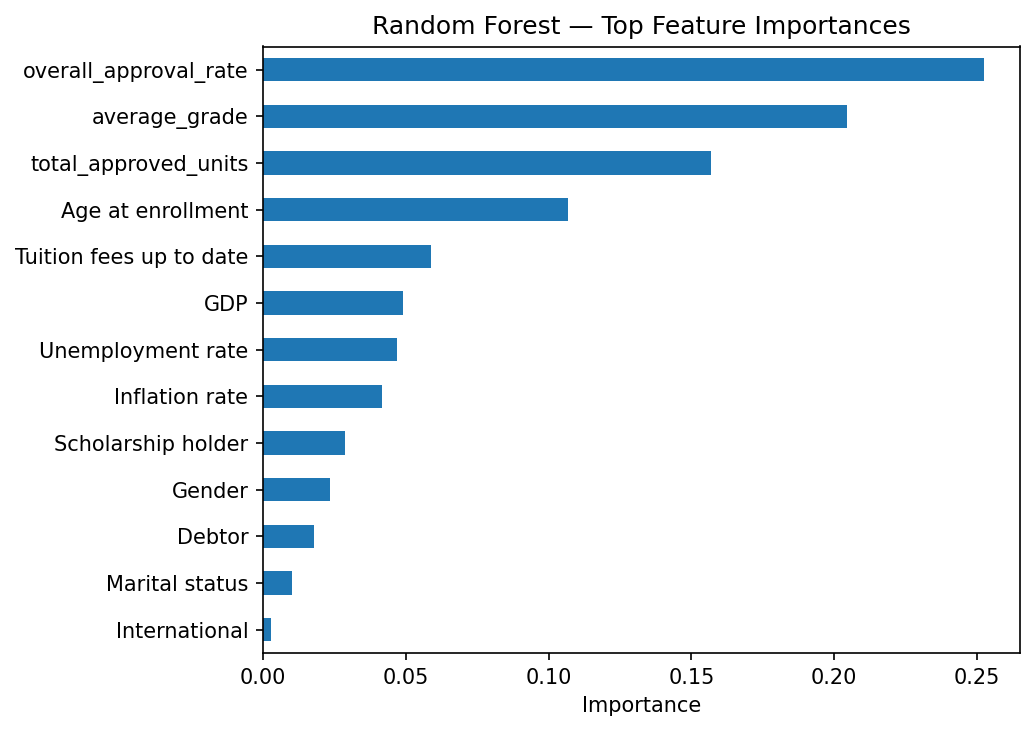 Random Forest — Top Feature Importances
overall_approval_rate
average_grade
total_approved_units
Age at enrollment
Tuition fees up to date
GDP
Unemployment rate
Inflation rate
Scholarship holder
Gender
Debtor
Marital status
International
0.00 0.05 0.10 0.15 0.20 0.25
Importance